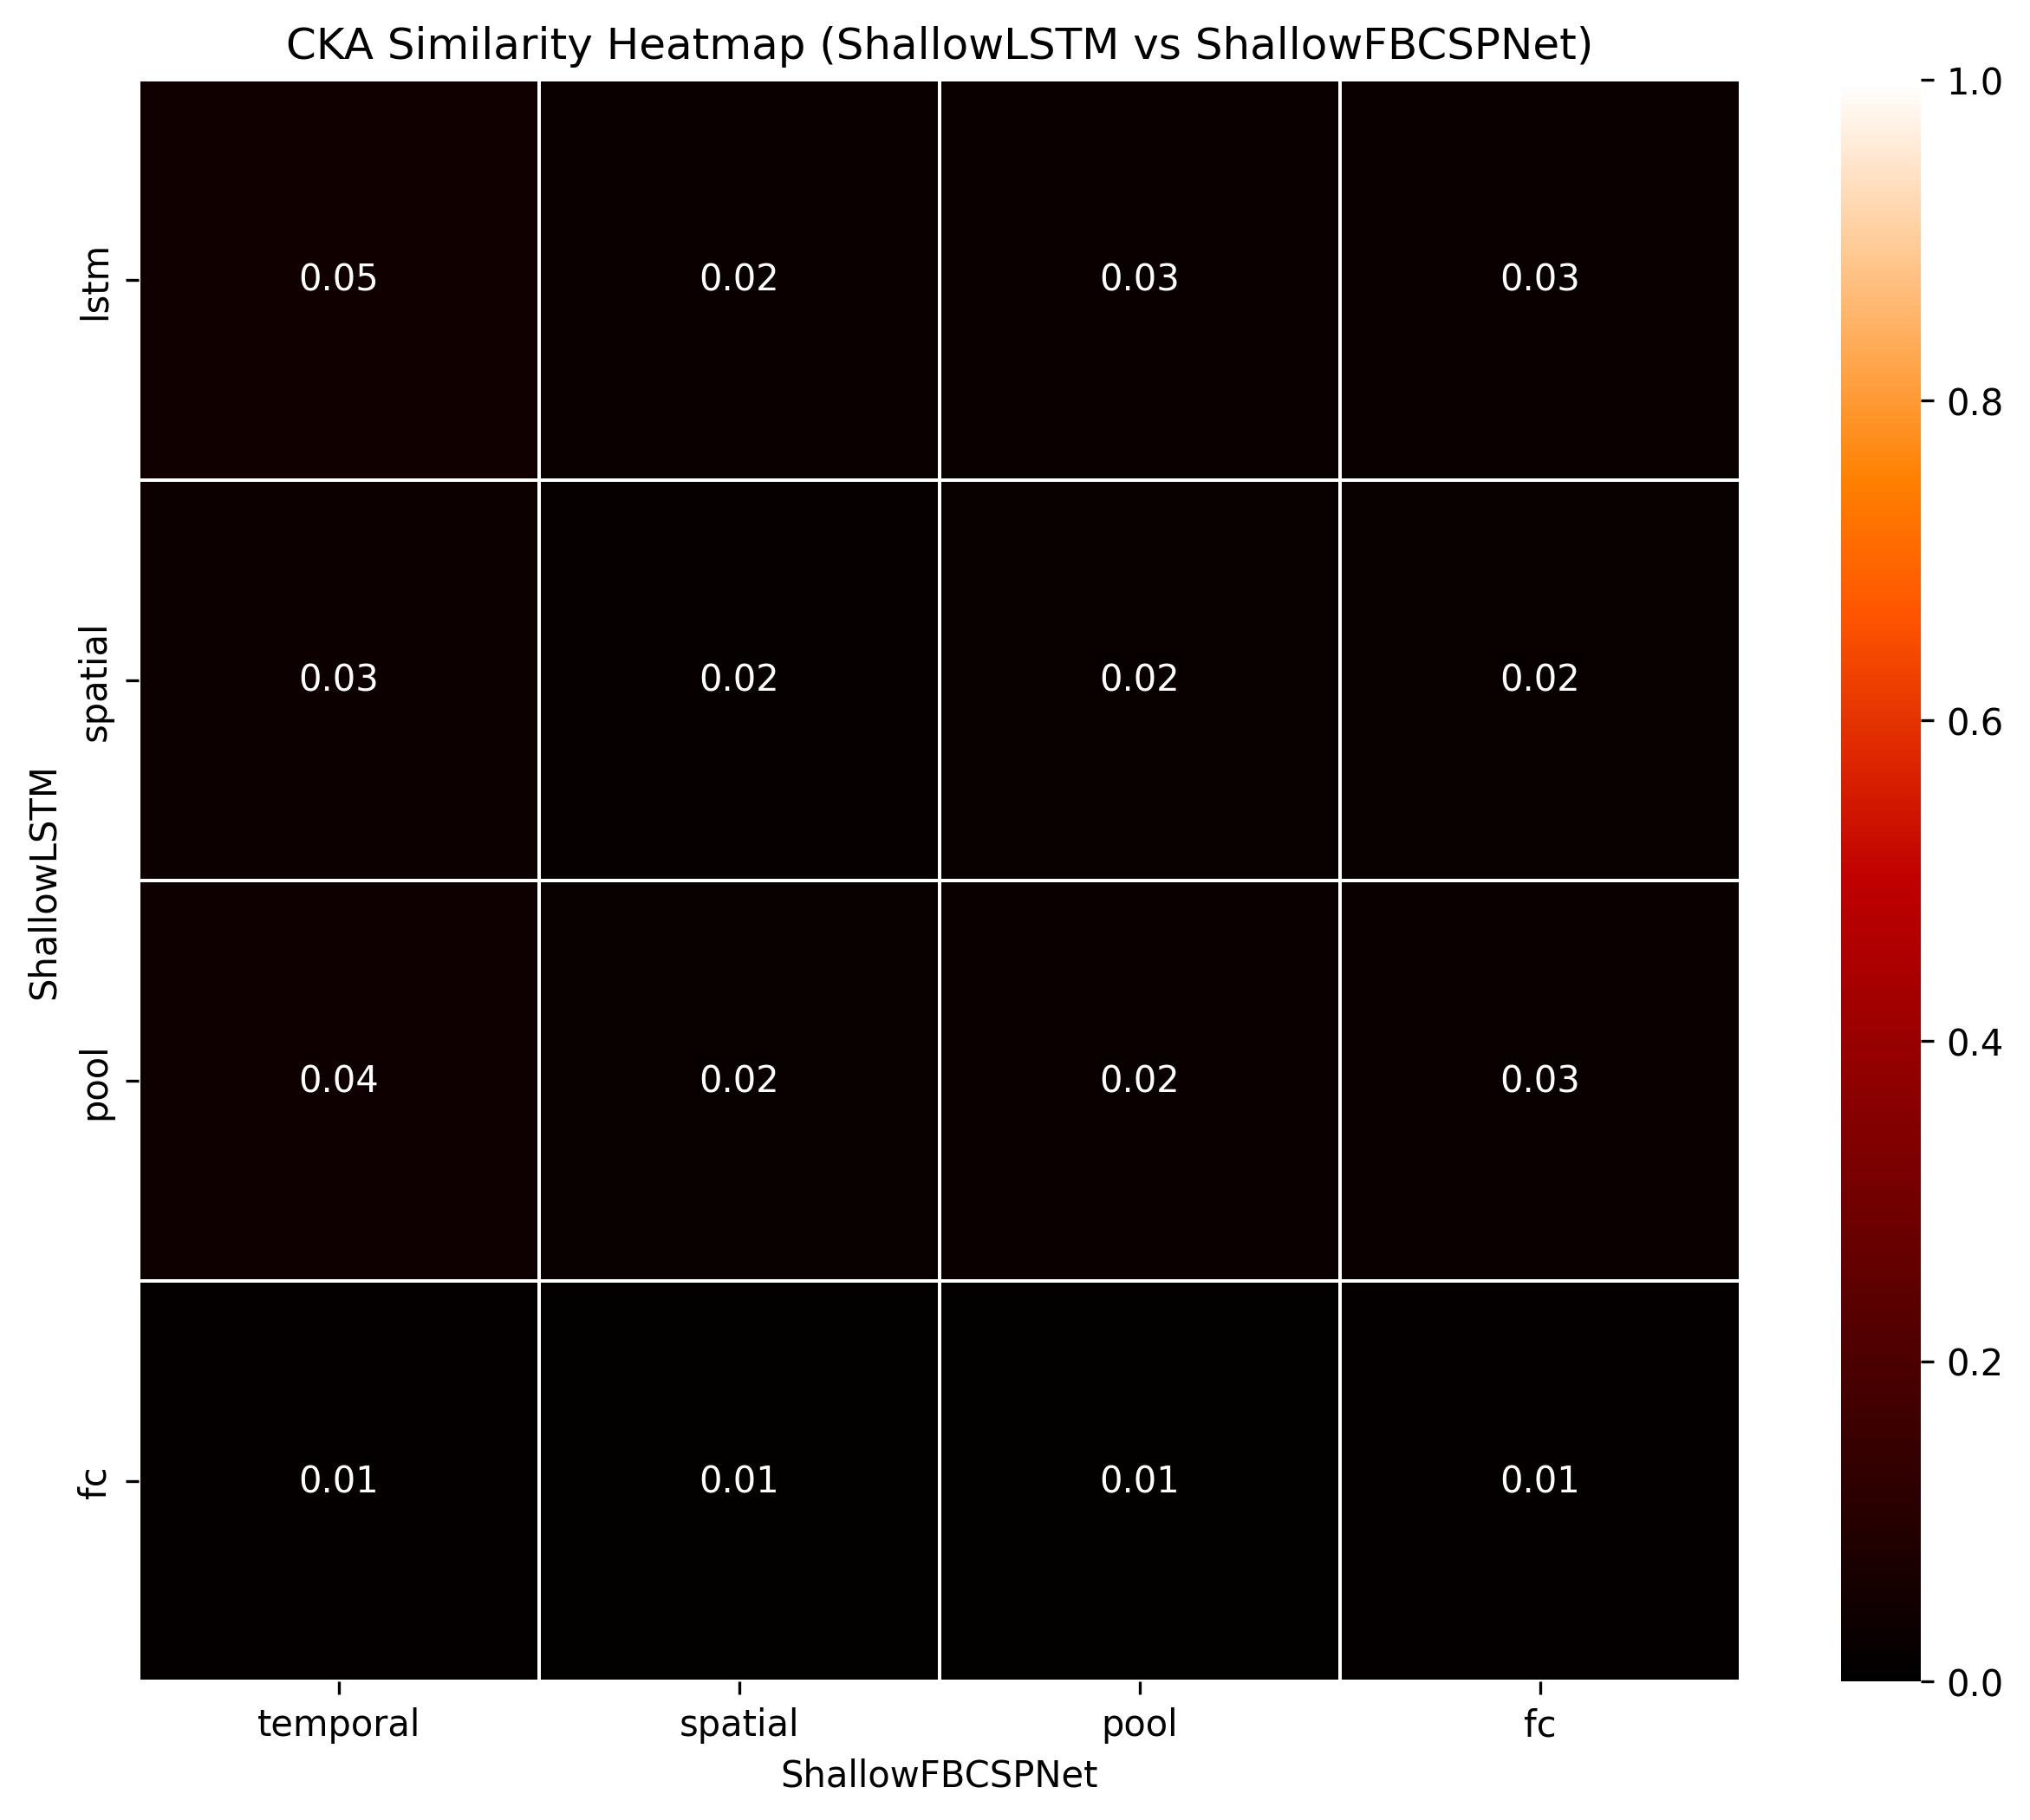 CKA Similarity Heatmap (ShallowLSTM vs ShallowFBCSPNet)
ShallowLSTM
lstm 0.05 0.02 0.03 0.03
spatial 0.03 0.02 0.02 0.02
pool 0.04 0.02 0.02 0.03
fc 0.01 0.01 0.01 0.01
temporal spatial pool fc
ShallowFBCSPNet
1.0
0.8
0.6
0.4
0.2
0.0